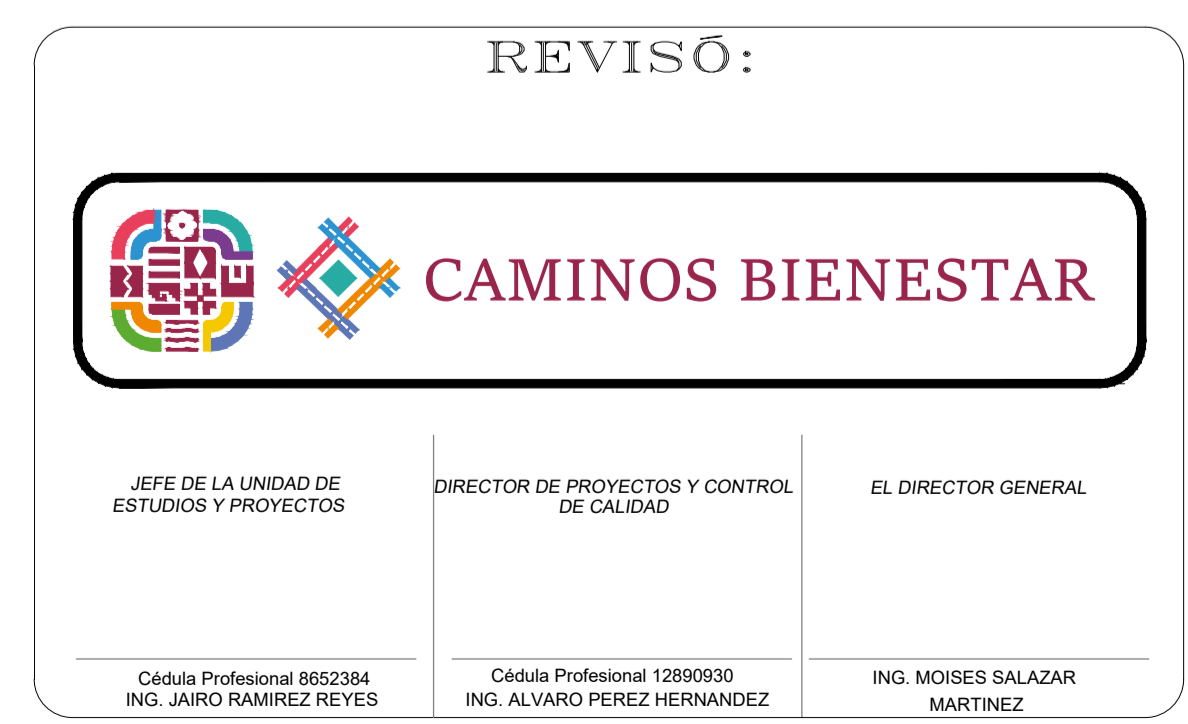 REVISÓ:
CAMINOS BIENESTAR
JEFE DE LA UNIDAD DE
ESTUDIOS Y PROYECTOS
Cédula Profesional 8652384
ING. JAIRO RAMIREZ REYES
DIRECTOR DE PROYECTOS Y CONTROL
DE CALIDAD
Cédula Profesional 12890930
ING. ALVARO PEREZ HERNANDEZ
EL DIRECTOR GENERAL
ING. MOISES SALAZAR
MARTINEZ